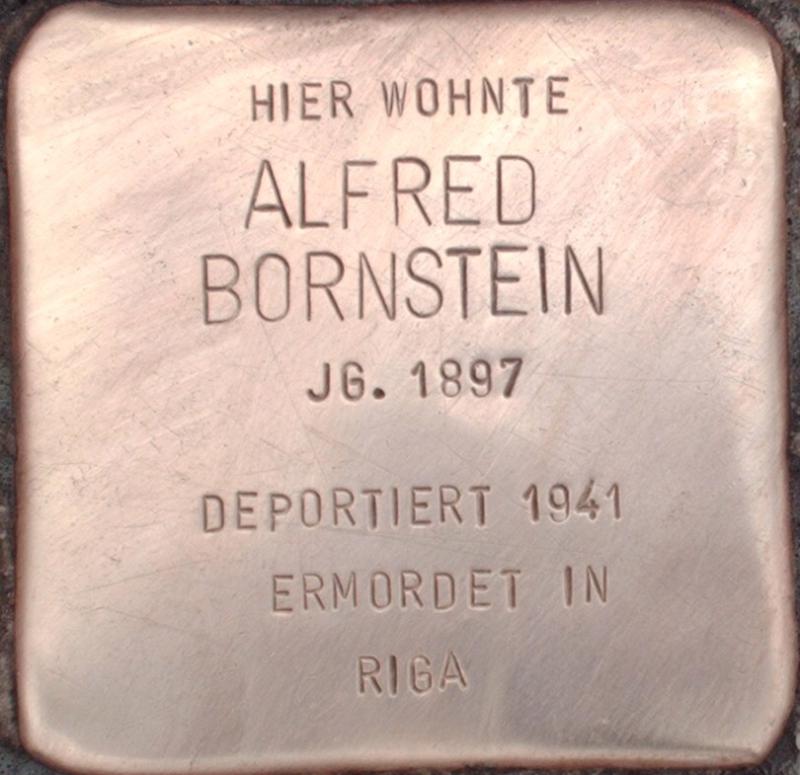 HIER WOHNTE
ALFRED
BORNSTEIN
JG. 1897
DEPORTIERT 1941
ERMORDET IN
RIGA